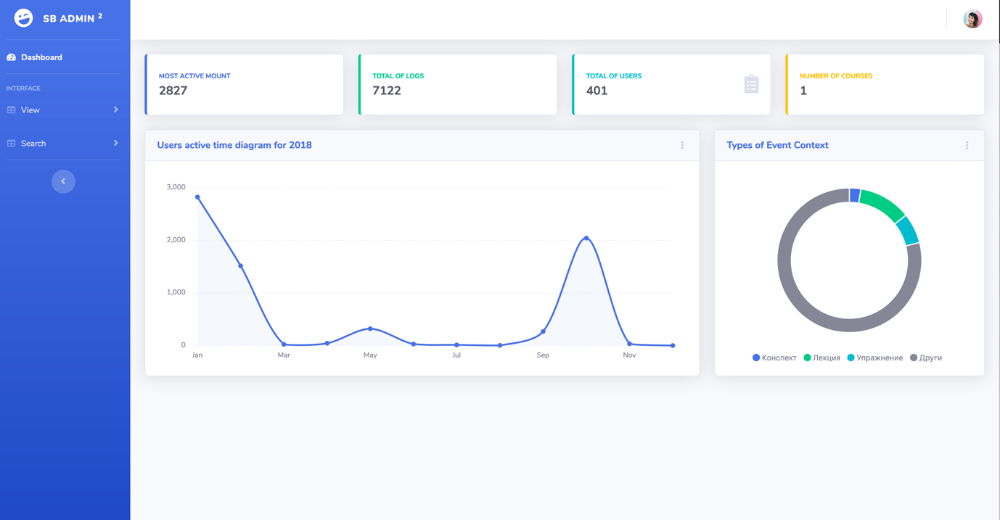 SB ADMIN 2
Dashboard
INTERFACE
View
Search
MOST ACTIVE MOUNT
2827
TOTAL OF LOGS
7122
TOTAL OF USERS
401
NUMBER OF COURSES
1
Users active time diagram for 2018
3,000
2,000
1,000
0
Jan Mar May Jul Sep Nov
Types of Event Context
Конспект Лекция Упражнение Други